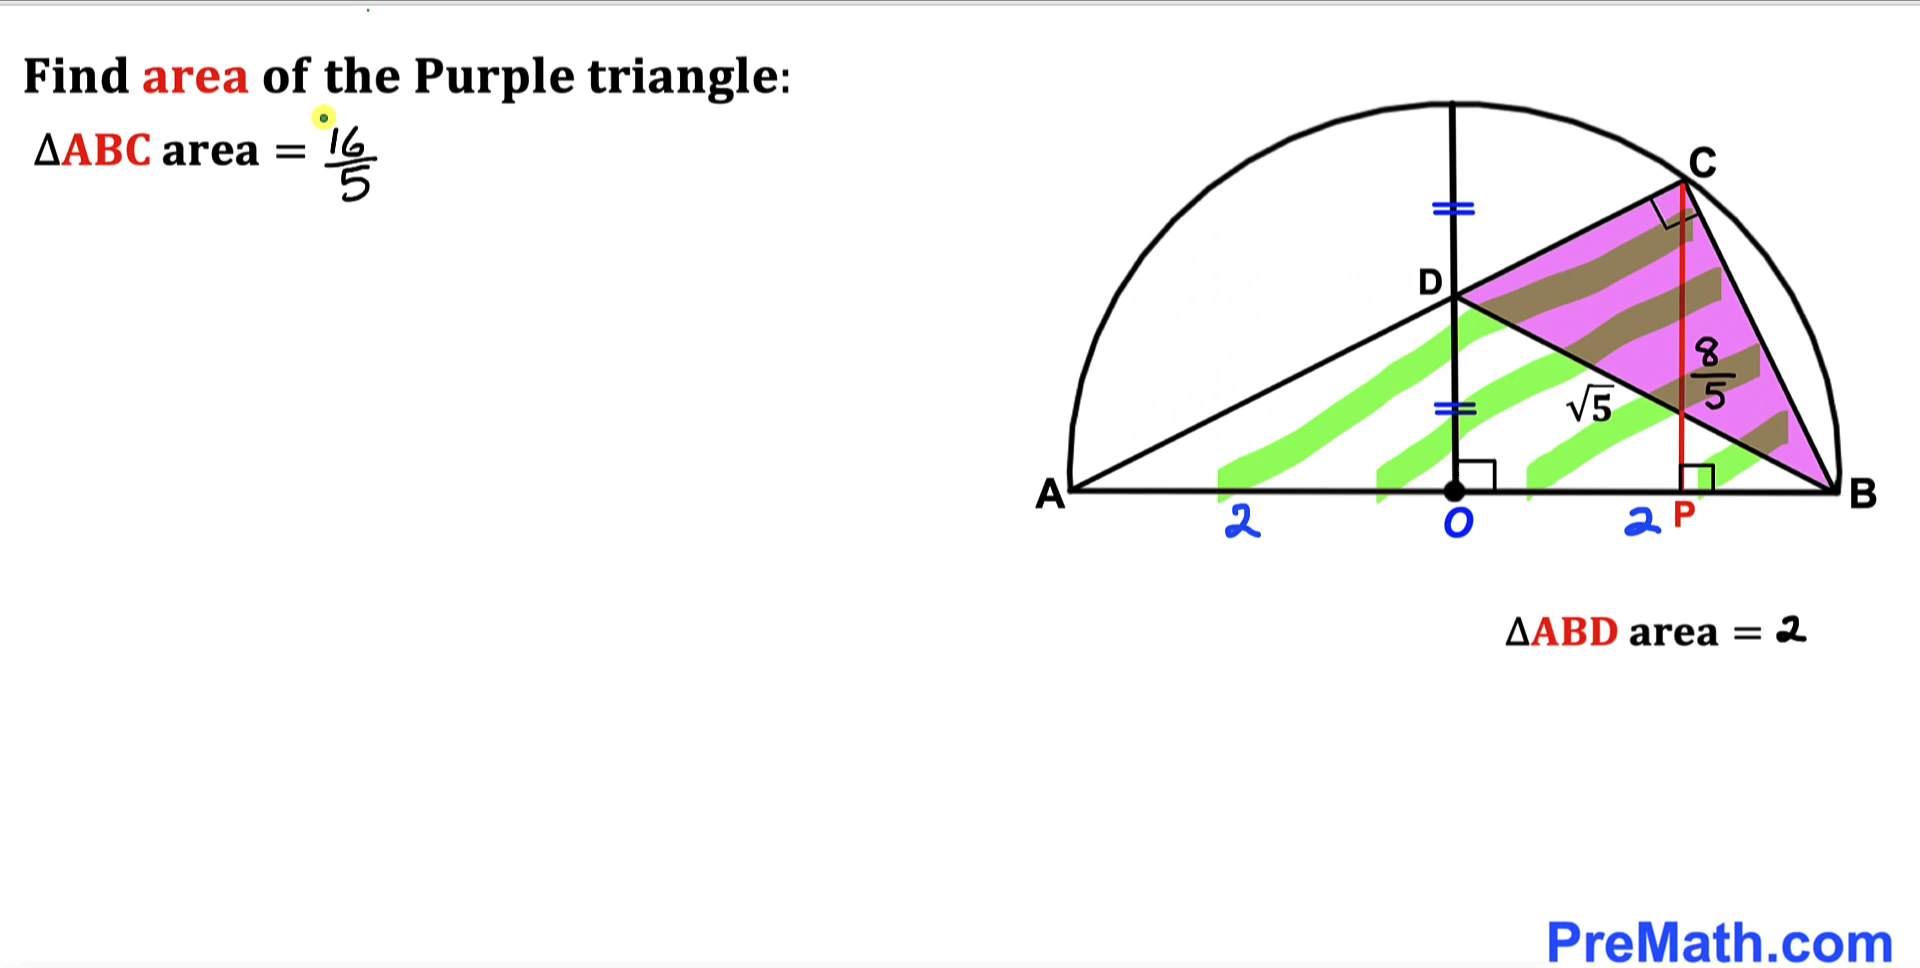 Find area of the Purple triangle:
ΔABC area = 16/5
C
D
8/5
√5
A
B
2
O
2
P
ΔABD area = 2
PreMath.com